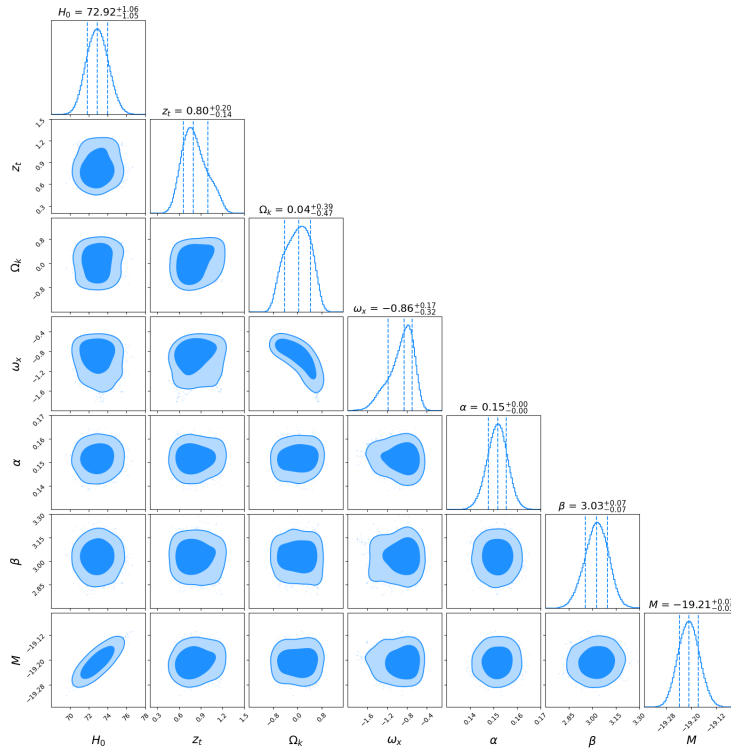 H₀ = 72.92⁺¹·⁰⁶₋₁.₀₅
1.5
z_t = 0.80⁺⁰·²⁰₋₀.₁₄
z_t
1.2
0.9
0.6
0.3
Ω_k = 0.04⁺⁰·³⁹₋₀.₄₇
Ω_k
0.8
0.0
−0.8
ω_x = −0.86⁺⁰·¹⁷₋₀.₃₂
ω_x
−0.4
−0.8
−1.2
−1.6
α = 0.15⁺⁰·⁰⁰₋₀.₀₀
α
0.17
0.16
0.15
0.14
β = 3.03⁺⁰·⁰⁷₋₀.₀₇
β
3.30
3.15
3.00
2.85
M = −19.21
M
−19.12
−19.20
−19.28
70 72 74 76 78 0.3 0.6 0.9 1.2 1.5 −0.8 0.0 0.8 −1.6 −1.2 −0.8 −0.4 0.14 0.15 0.16 0.17 2.85 3.00 3.15 3.30 −19.28 −19.20 −19.12
H₀ z_t Ω_k ω_x α β M